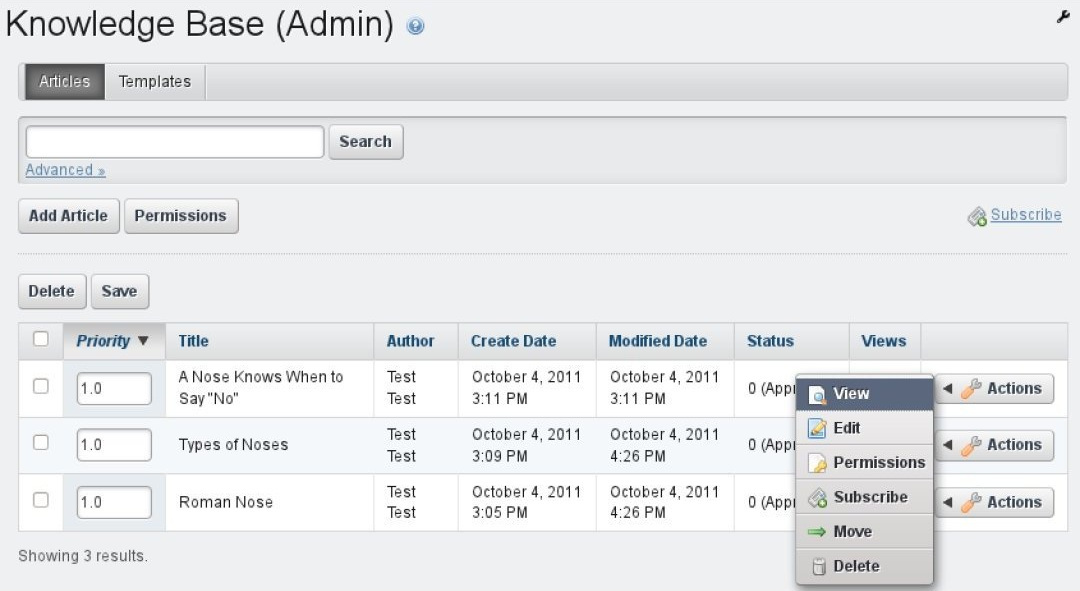 Knowledge Base (Admin)
Articles Templates
Search
Advanced »
Add Article Permissions Subscribe
Delete Save
Priority ▼ Title Author Create Date Modified Date Status Views
1.0 A Nose Knows When to Say "No" Test Test October 4, 2011 3:11 PM October 4, 2011 3:11 PM 0 (Appr Actions
1.0 Types of Noses Test Test October 4, 2011 3:09 PM October 4, 2011 4:26 PM 0 (Appr Actions
1.0 Roman Nose Test Test October 4, 2011 3:05 PM October 4, 2011 4:26 PM 0 (Appr Actions
View
Edit
Permissions
Subscribe
Move
Delete
Showing 3 results.